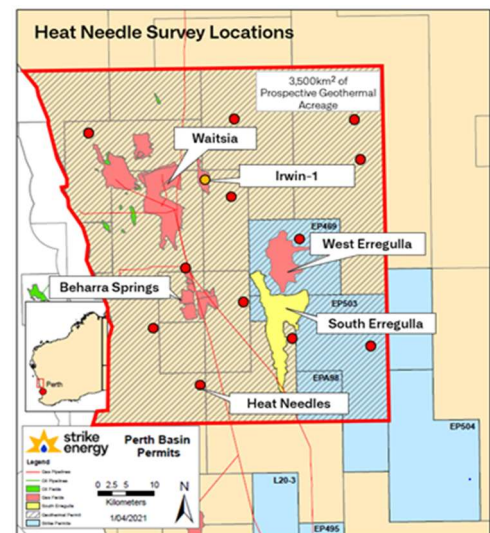 Heat Needle Survey Locations
3,500km² of
Prospective Geothermal
Acreage
Waitsia
Irwin-1
EP469
West Erregulla
Beharra Springs
EP503
South Erregulla
Perth
EPA98
Heat Needles
EP504
strike
energy
Perth Basin
Permits
Legend
Gas Pipelines
Oil Pipelines
Oil Fields
Gas Fields
South Erregulla
Geothermal Permit
Strike Permits
0 2.5 5 10
Kilometers
N
1/04/2021
L20-3
EP495